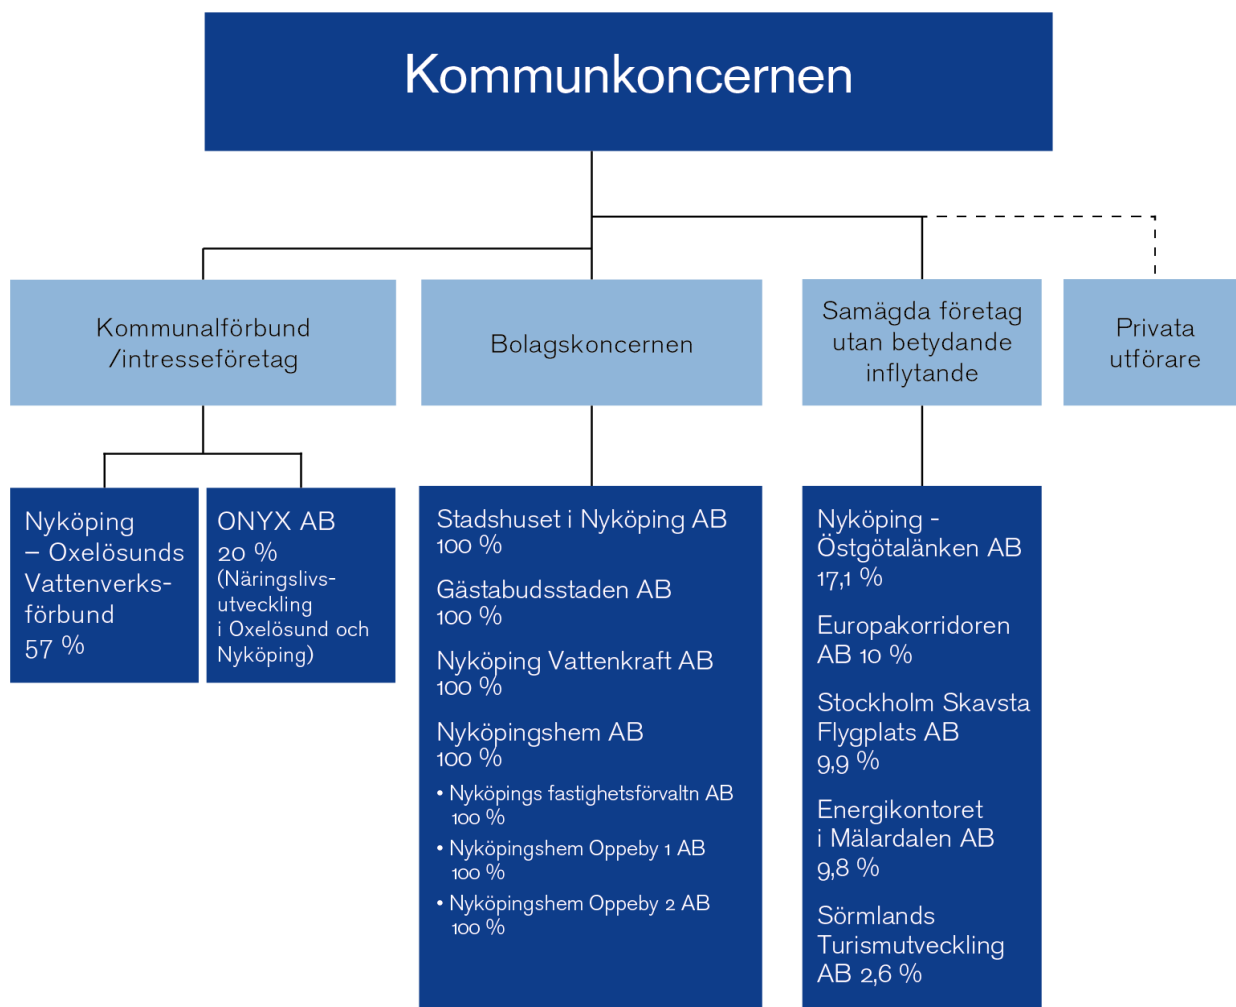 Kommunkoncernen
Kommunalförbund
/intresseföretag
Bolagskoncernen
Samägda företag
utan betydande
inflytande
Privata
utförare
Nyköping
– Oxelösunds
Vattenverks-
förbund
57 %
ONYX AB
20 %
(Näringslivs-
utveckling
i Oxelösund och
Nyköping)
Stadshuset i Nyköping AB
100 %
Gästabudsstaden AB
100 %
Nyköping Vattenkraft AB
100 %
Nyköpingshem AB
100 %
• Nyköpings fastighetsförvaltn AB
100 %
• Nyköpingshem Oppeby 1 AB
100 %
• Nyköpingshem Oppeby 2 AB
100 %
Nyköping -
Östgötalänken AB
17,1 %
Europakorridoren
AB 10 %
Stockholm Skavsta
Flygplats AB
9,9 %
Energikontoret
i Mälardalen AB
9,8 %
Sörmlands
Turismutveckling
AB 2,6 %